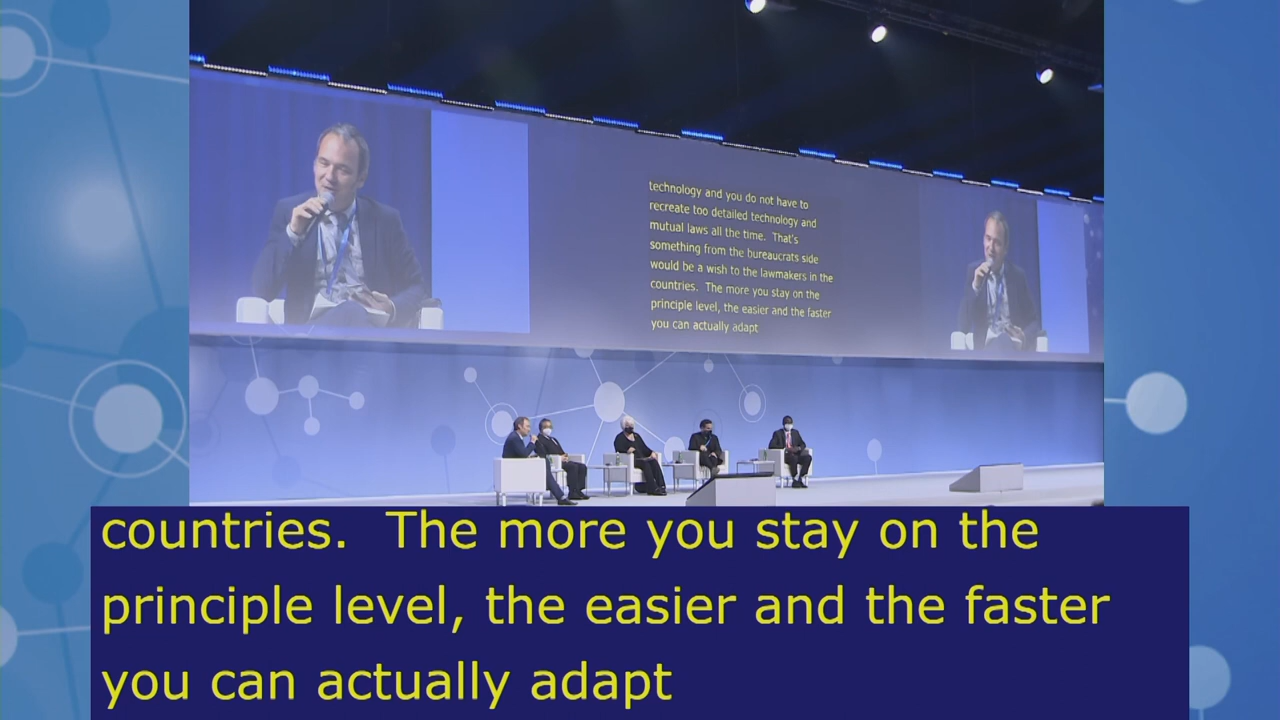 technology and you do not have to
recreate too detailed technology and
mutual laws all the time. That's
something from the bureaucrats side
would be a wish to the lawmakers in the
countries. The more you stay on the
principle level, the easier and the faster
you can actually adapt
countries. The more you stay on the
principle level, the easier and the faster
you can actually adapt